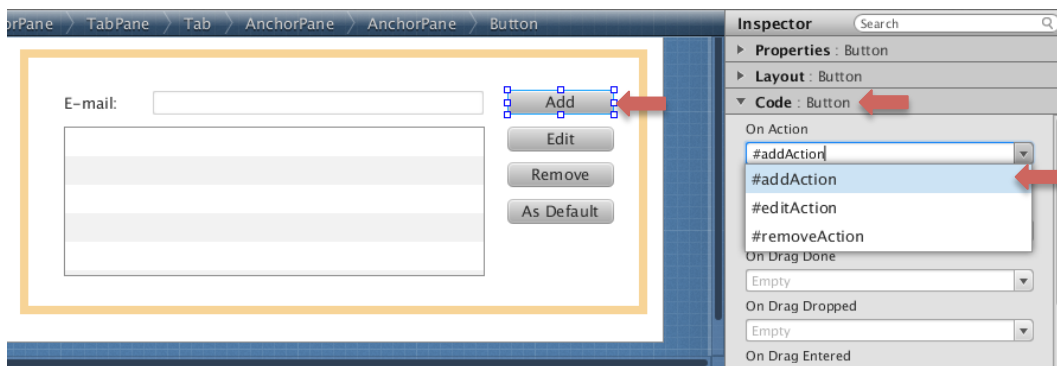 orPane TabPane Tab AnchorPane AnchorPane Button
E-mail:
Add
Edit
Remove
As Default
Inspector Search
Properties : Button
Layout : Button
Code : Button
On Action
#addAction
#addAction
#editAction
#removeAction
On Drag Done
Empty
On Drag Dropped
Empty
On Drag Entered